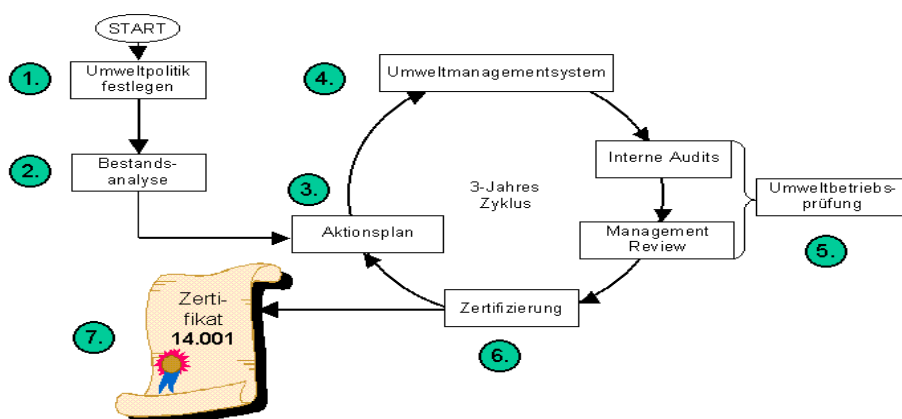 START
1.
Umweltpolitik
festlegen
2.
Bestands-
analyse
3.
Aktionsplan
4.
Umweltmanagementsystem
3-Jahres
Zyklus
Interne Audits
Management
Review
Umweltbetriebs-
prüfung
5.
Zertifizierung
6.
7.
Zerti-
fikat
14.001